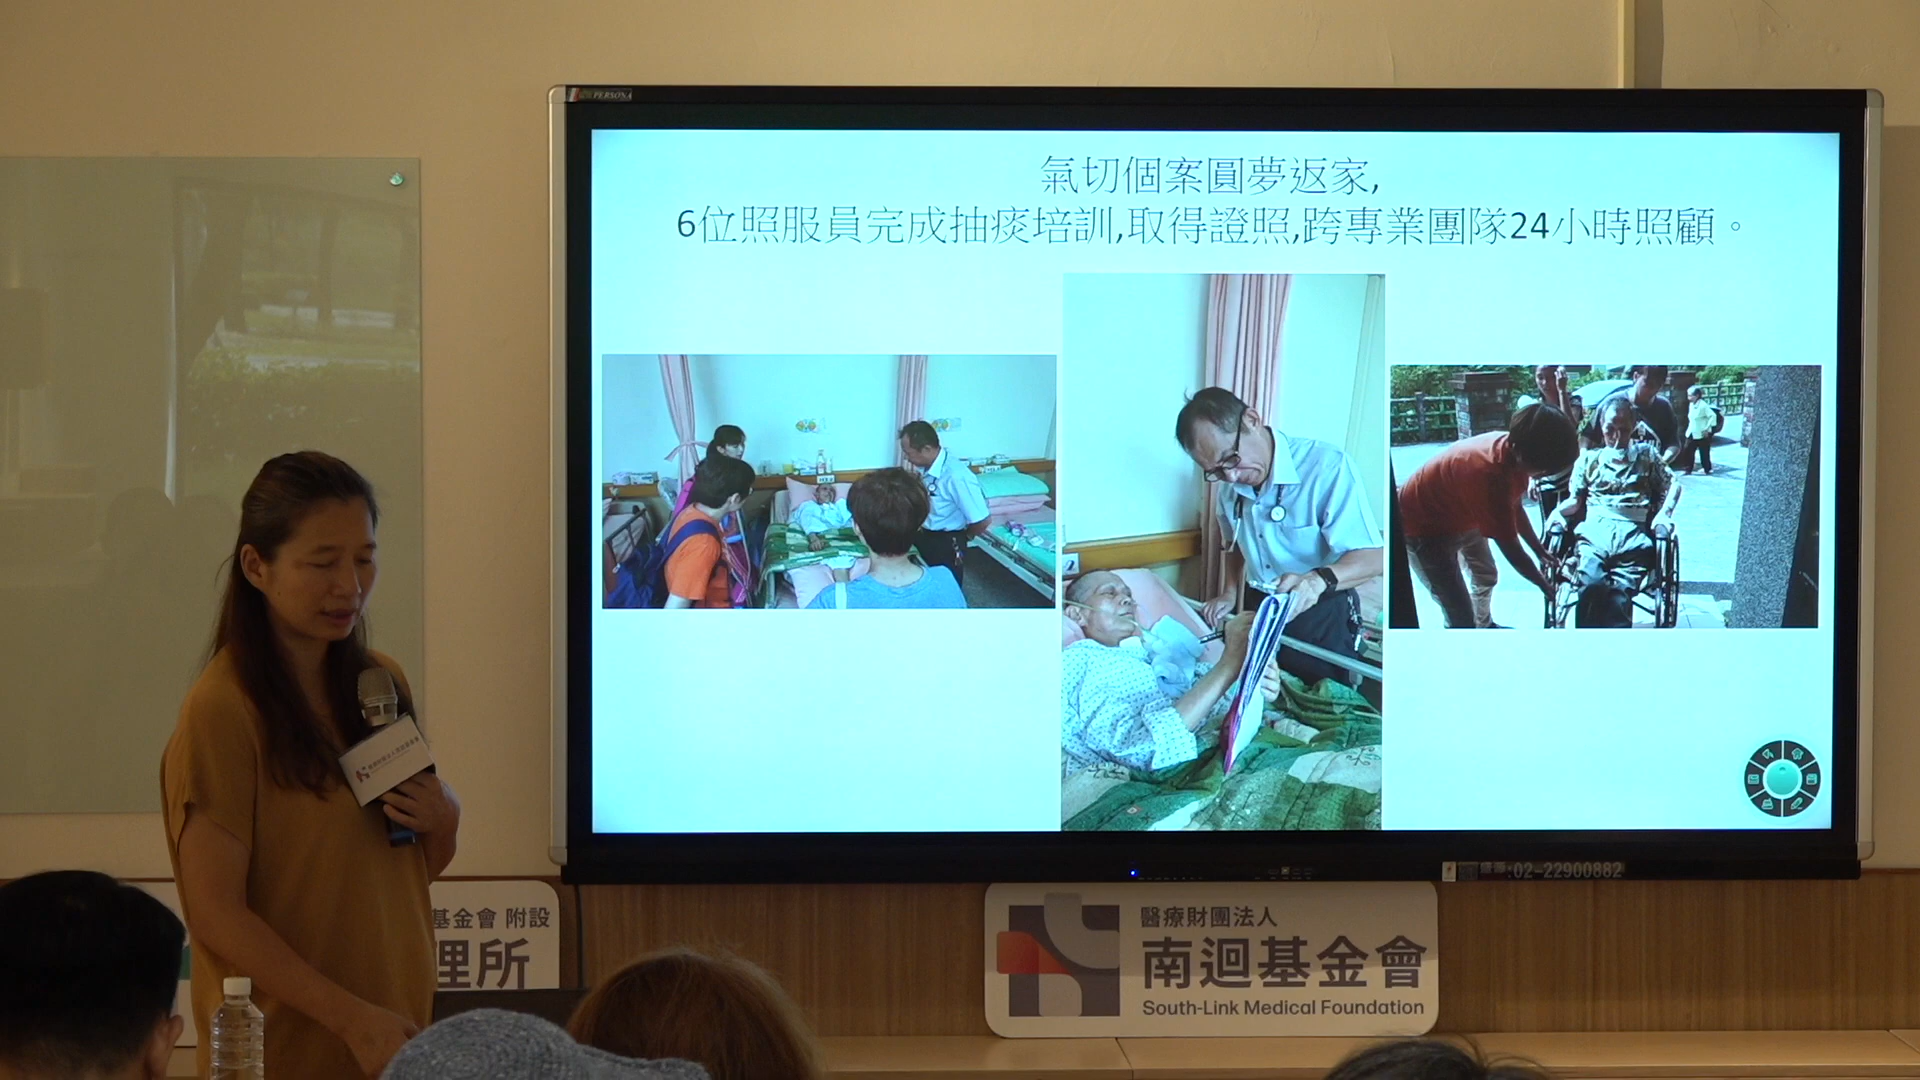 PERSONA
氣切個案圓夢返家,
6位照服員完成抽痰培訓,取得證照,跨專業團隊24小時照顧。
:02-22900882
基金會 附設
理所
醫療財團法人
南迴基金會
South-Link Medical Foundation